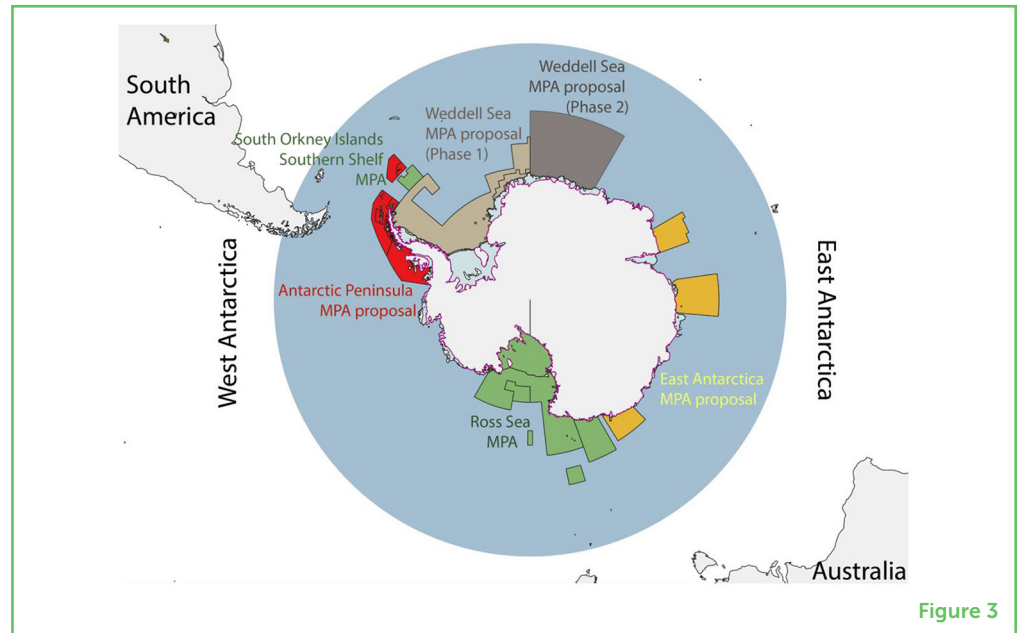 South
America
Weddell Sea
MPA proposal
(Phase 2)
Weddell Sea
MPA proposal
(Phase 1)
South Orkney Islands
Southern Shelf
MPA
West Antarctica
East Antarctica
Antarctic Peninsula
MPA proposal
East Antarctica
MPA proposal
Ross Sea
MPA
Australia
Figure 3